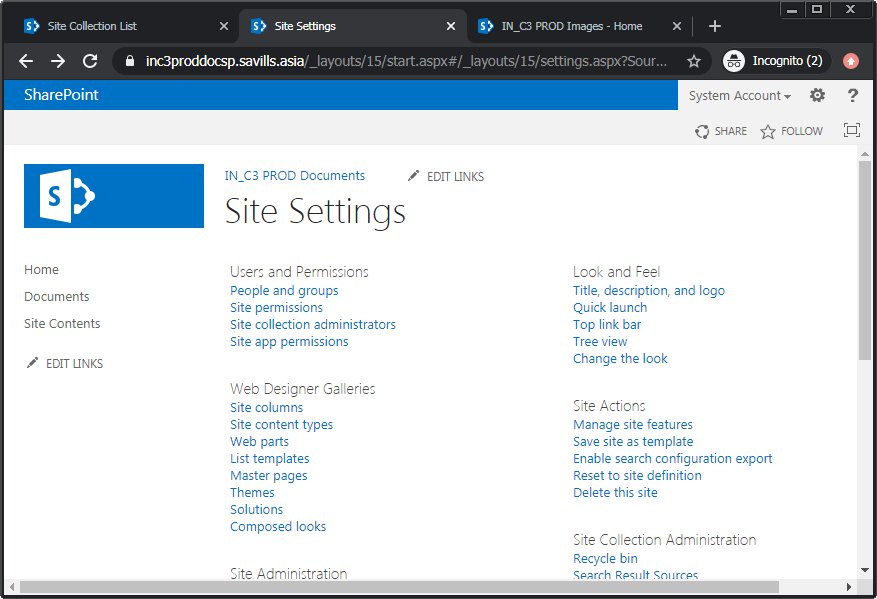 Site Collection List
Site Settings
IN_C3 PROD Images - Home
inc3proddocsp.savills.asia/_layouts/15/start.aspx#/_layouts/15/settings.aspx?Sour...
Incognito (2)
SharePoint
System Account
?
SHARE
FOLLOW
S
IN_C3 PROD Documents
EDIT LINKS
Site Settings
Home
Documents
Site Contents
EDIT LINKS
Users and Permissions
People and groups
Site permissions
Site collection administrators
Site app permissions
Web Designer Galleries
Site columns
Site content types
Web parts
List templates
Master pages
Themes
Solutions
Composed looks
Site Administration
Look and Feel
Title, description, and logo
Quick launch
Top link bar
Tree view
Change the look
Site Actions
Manage site features
Save site as template
Enable search configuration export
Reset to site definition
Delete this site
Site Collection Administration
Recycle bin
Search Result Sources